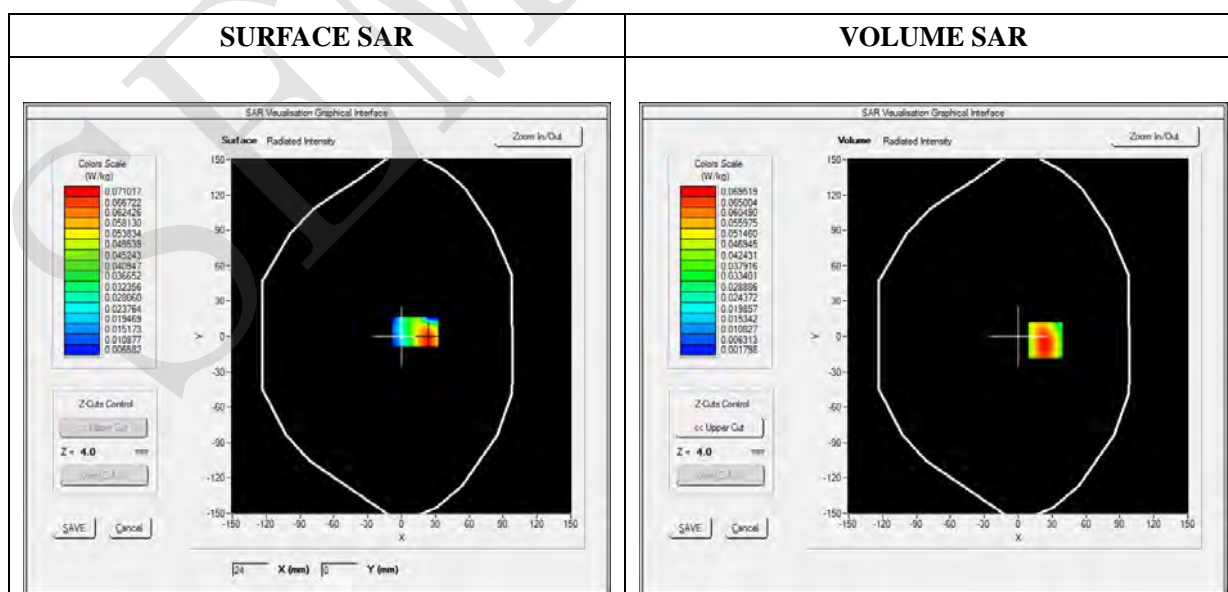 SURFACE SAR
SAR Visualisation Graphical Interface
Surface Radiated Intensity
Zoom In/Out
Colors Scale
(W/kg)
0.071017
0.066722
0.062426
0.058130
0.053834
0.049539
0.045243
0.040947
0.036652
0.032356
0.028060
0.023764
0.019469
0.015173
0.010877
0.006582
150
120
90
60
30
0
-30
-60
-90
-120
-150
Y
-150 -120 -90 -60 -30 0 30 60 90 120 150
X
Z-Cuts Control
<< Upper Cut
Z = 4.0 mm
SAVE Cancel
24 X (mm) 0 Y (mm)
VOLUME SAR
SAR Visualisation Graphical Interface
Volume Radiated Intensity
Zoom In/Out
Colors Scale
(W/kg)
0.069519
0.065004
0.060490
0.055975
0.051460
0.046945
0.042431
0.037916
0.033401
0.028886
0.024372
0.019857
0.015342
0.010827
0.006313
0.001798
150
120
90
60
30
0
-30
-60
-90
-120
-150
Y
-150 -120 -90 -60 -30 0 30 60 90 120 150
X
Z-Cuts Control
<< Upper Cut
Z = 4.0 mm
SAVE Cancel